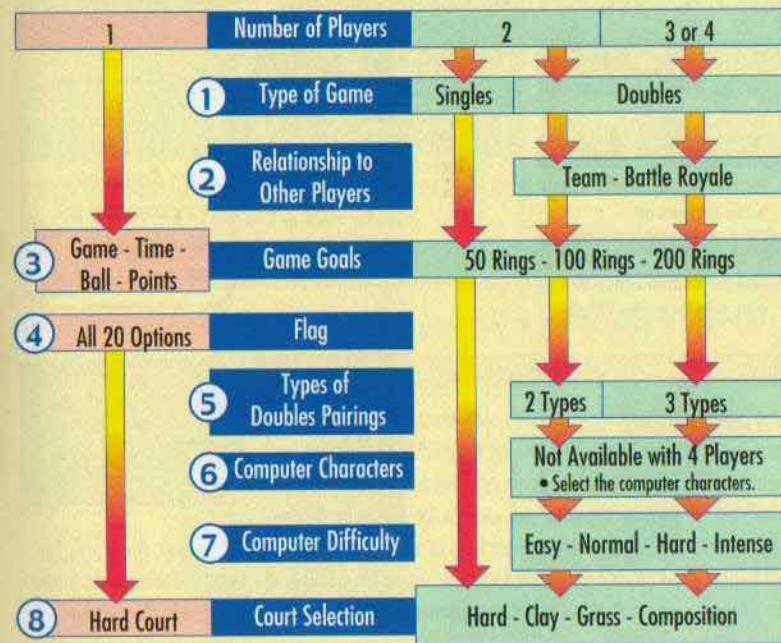 1 Number of Players 2 3 or 4
1 Type of Game Singles Doubles
2 Relationship to
Other Players
Team - Battle Royale
3 Game - Time -
Ball - Points
Game Goals 50 Rings - 100 Rings - 200 Rings
4 All 20 Options Flag
5 Types of
Doubles Pairings
2 Types 3 Types
6 Computer Characters
Not Available with 4 Players
• Select the computer characters.
7 Computer Difficulty Easy - Normal - Hard - Intense
8 Hard Court Court Selection Hard - Clay - Grass - Composition